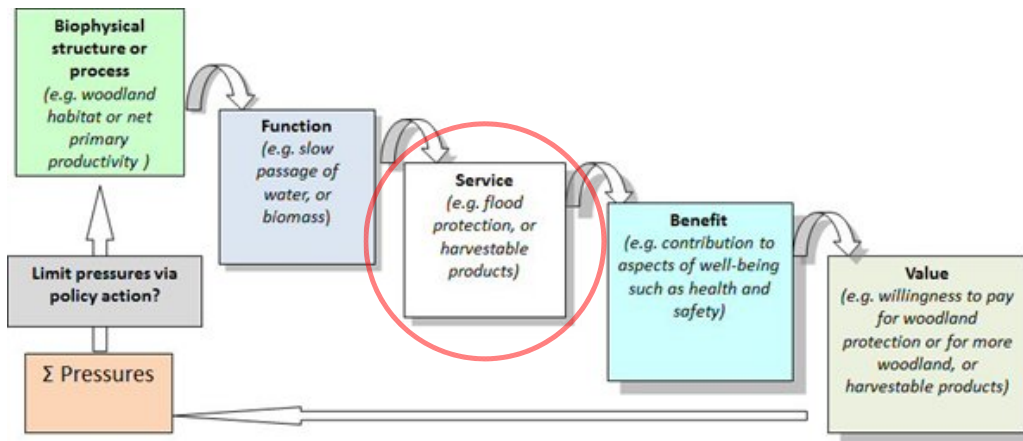 Biophysical
structure or
process
(e.g. woodland
habitat or net
primary
productivity )
Function
(e.g. slow
passage of
water, or
biomass)
Service
(e.g. flood
protection, or
harvestable
products)
Benefit
(e.g. contribution to
aspects of well-being
such as health and
safety)
Value
(e.g. willingness to pay
for woodland
protection or for more
woodland, or
harvestable products)
Limit pressures via
policy action?
Σ Pressures